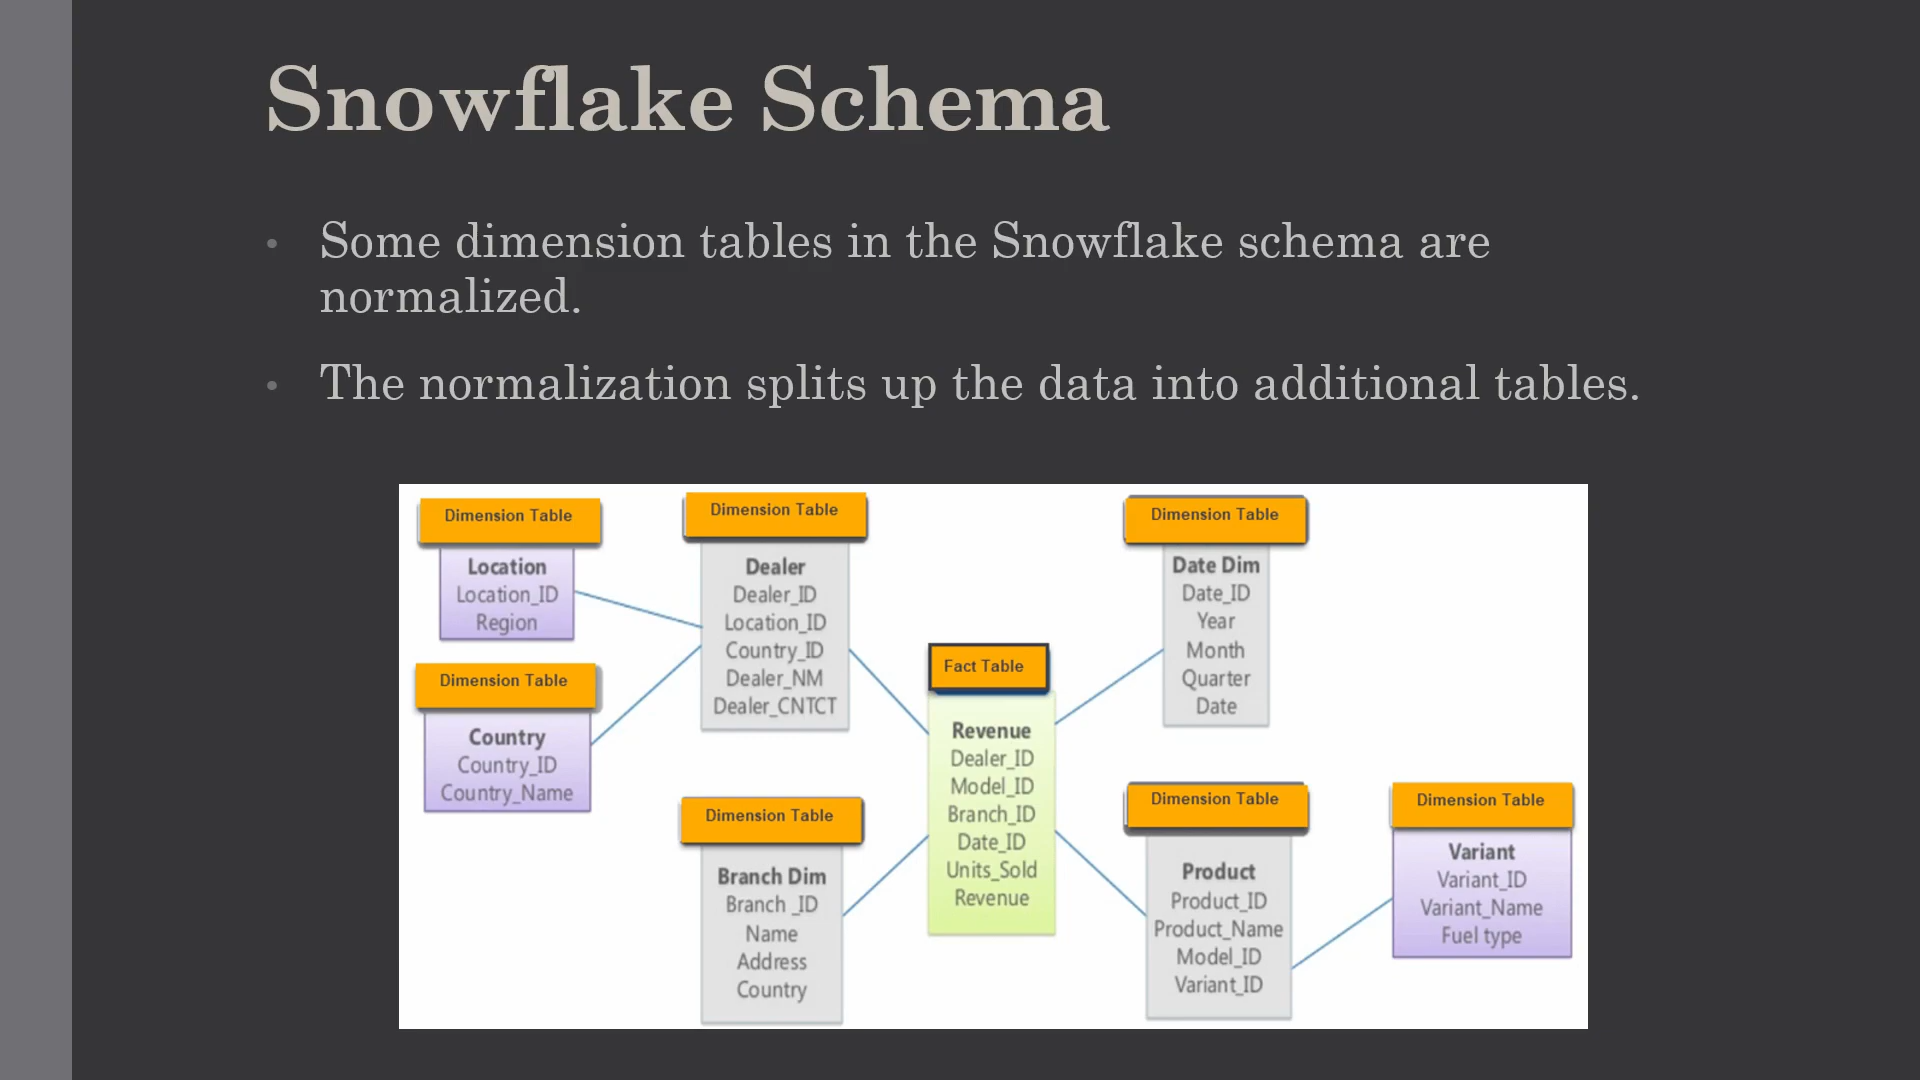 Snowflake Schema
• Some dimension tables in the Snowflake schema are
normalized.
• The normalization splits up the data into additional tables.
Dimension Table
Location
Location_ID
Region
Dimension Table
Country
Country_ID
Country_Name
Dimension Table
Dealer
Dealer_ID
Location_ID
Country_ID
Dealer_NM
Dealer_CNTCT
Dimension Table
Branch Dim
Branch _ID
Name
Address
Country
Fact Table
Revenue
Dealer_ID
Model_ID
Branch_ID
Date_ID
Units_Sold
Revenue
Dimension Table
Date Dim
Date_ID
Year
Month
Quarter
Date
Dimension Table
Product
Product_ID
Product_Name
Model_ID
Variant_ID
Dimension Table
Variant
Variant_ID
Variant_Name
Fuel type